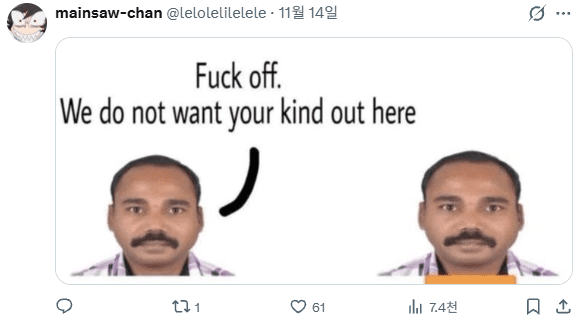 mainsaw-chan @lelolelilelele · 11월 14일
Fuck off.
We do not want your kind out here
1
61
7.4천